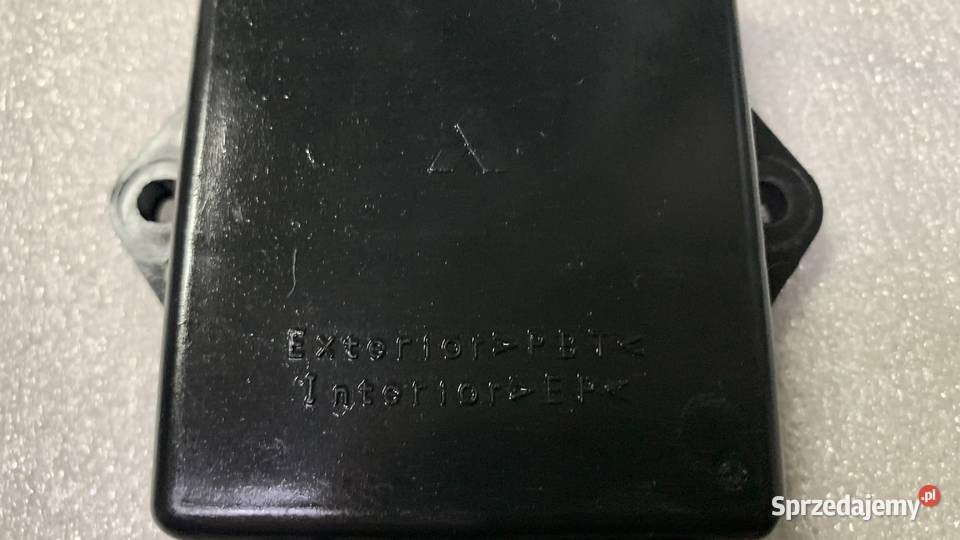 Exterior>PBT<
Interior>EP<
Sprzedajemy.pl